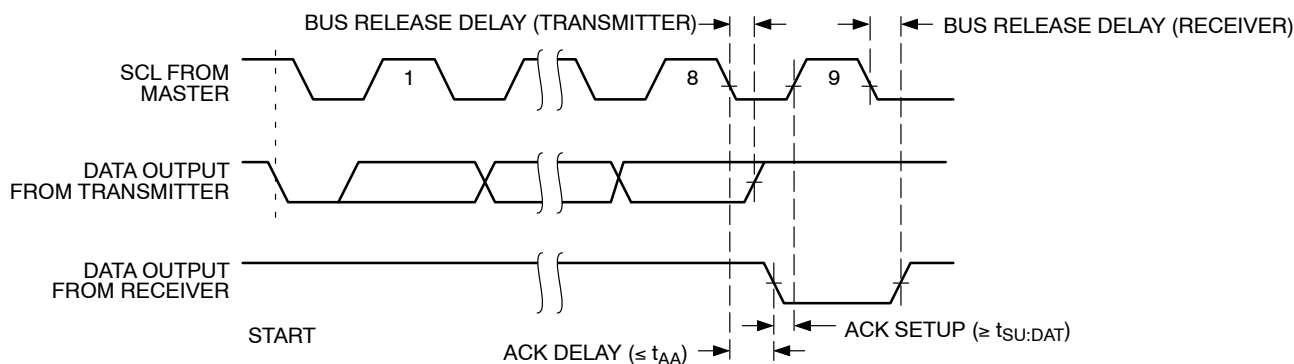 BUS RELEASE DELAY (TRANSMITTER)
BUS RELEASE DELAY (RECEIVER)
SCL FROM
MASTER
1
8
9
DATA OUTPUT
FROM TRANSMITTER
DATA OUTPUT
FROM RECEIVER
START
ACK SETUP (≥ tSU:DAT)
ACK DELAY (≤ tAA)